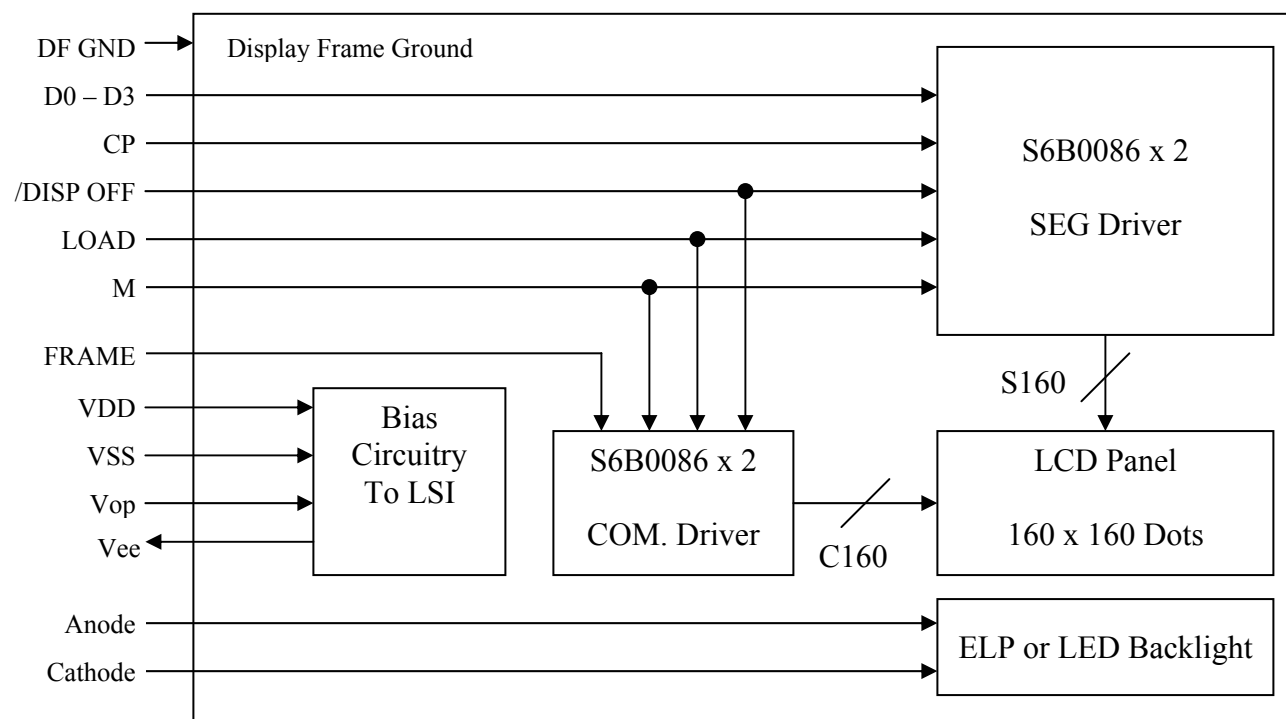 DF GND
Display Frame Ground
D0 – D3
CP
/DISP OFF
LOAD
M
S6B0086 x 2
SEG Driver
FRAME
VDD
VSS
Vop
Vee
Bias
Circuitry
To LSI
S6B0086 x 2
COM. Driver
C160
S160
LCD Panel
160 x 160 Dots
Anode
Cathode
ELP or LED Backlight